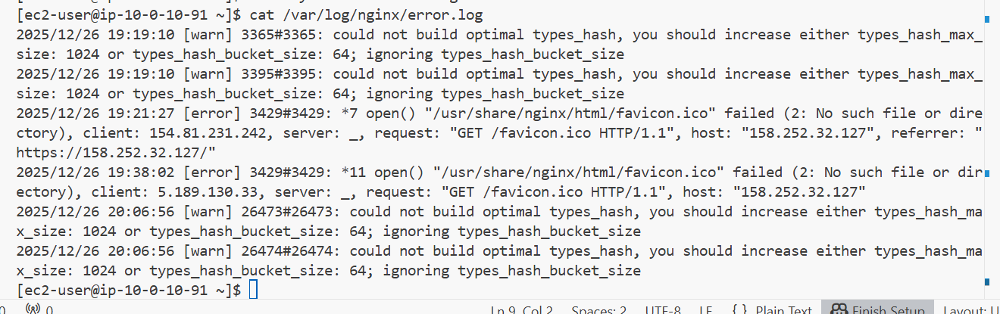 [ec2-user@ip-10-0-10-91 ~]$ cat /var/log/nginx/error.log
2025/12/26 19:19:10 [warn] 3365#3365: could not build optimal types_hash, you should increase either types_hash_max_
size: 1024 or types_hash_bucket_size: 64; ignoring types_hash_bucket_size
2025/12/26 19:19:10 [warn] 3395#3395: could not build optimal types_hash, you should increase either types_hash_max_
size: 1024 or types_hash_bucket_size: 64; ignoring types_hash_bucket_size
2025/12/26 19:21:27 [error] 3429#3429: *7 open() "/usr/share/nginx/html/favicon.ico" failed (2: No such file or dire
ctory), client: 154.81.231.242, server: _, request: "GET /favicon.ico HTTP/1.1", host: "158.252.32.127", referrer: "
https://158.252.32.127/"
2025/12/26 19:38:02 [error] 3429#3429: *11 open() "/usr/share/nginx/html/favicon.ico" failed (2: No such file or dir
ectory), client: 5.189.130.33, server: _, request: "GET /favicon.ico HTTP/1.1", host: "158.252.32.127"
2025/12/26 20:06:56 [warn] 26473#26473: could not build optimal types_hash, you should increase either types_hash_ma
x_size: 1024 or types_hash_bucket_size: 64; ignoring types_hash_bucket_size
2025/12/26 20:06:56 [warn] 26474#26474: could not build optimal types_hash, you should increase either types_hash_ma
x_size: 1024 or types_hash_bucket_size: 64; ignoring types_hash_bucket_size
[ec2-user@ip-10-0-10-91 ~]$
0 Ln 9, Col 2 Spaces: 2 UTF-8 LF { } Plain Text Finish Setup Layout: U